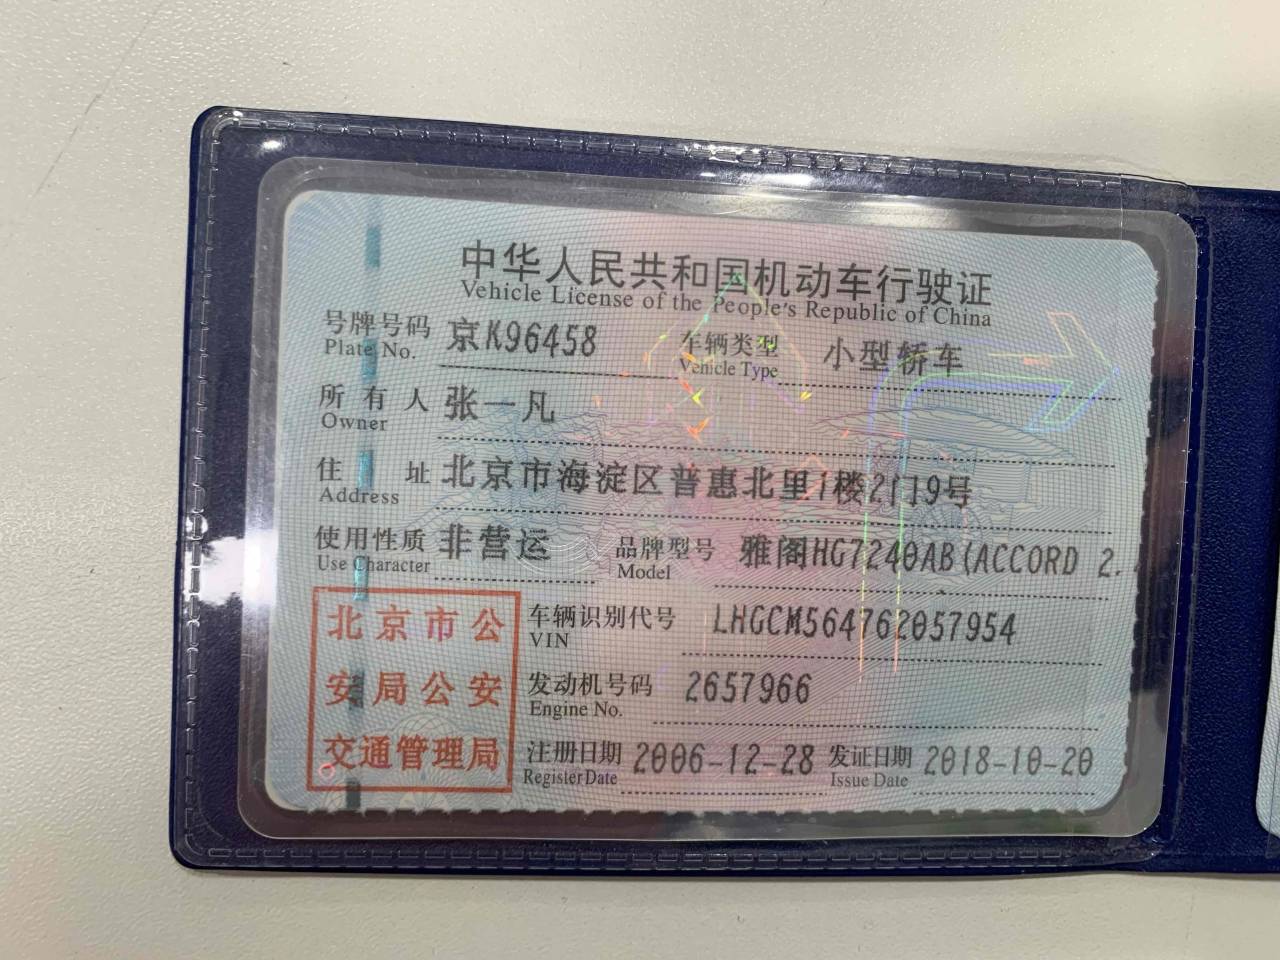 中华人民共和国机动车行驶证
Vehicle License of the People's Republic of China
号牌号码 京K96458 车辆类型 小型轿车
Plate No. Vehicle Type
所有人 张一凡
Owner
住址 北京市海淀区普惠北里1楼2门9号
Address
使用性质 非营运 品牌型号 雅阁HG7240AB(ACCORD 2.
Use Character Model
北京市公安局公安交通管理局
车辆识别代号 LHGCM564762057954
VIN
发动机号码 2657966
Engine No.
注册日期 2006-12-28 发证日期 2018-10-20
Register Date Issue Date